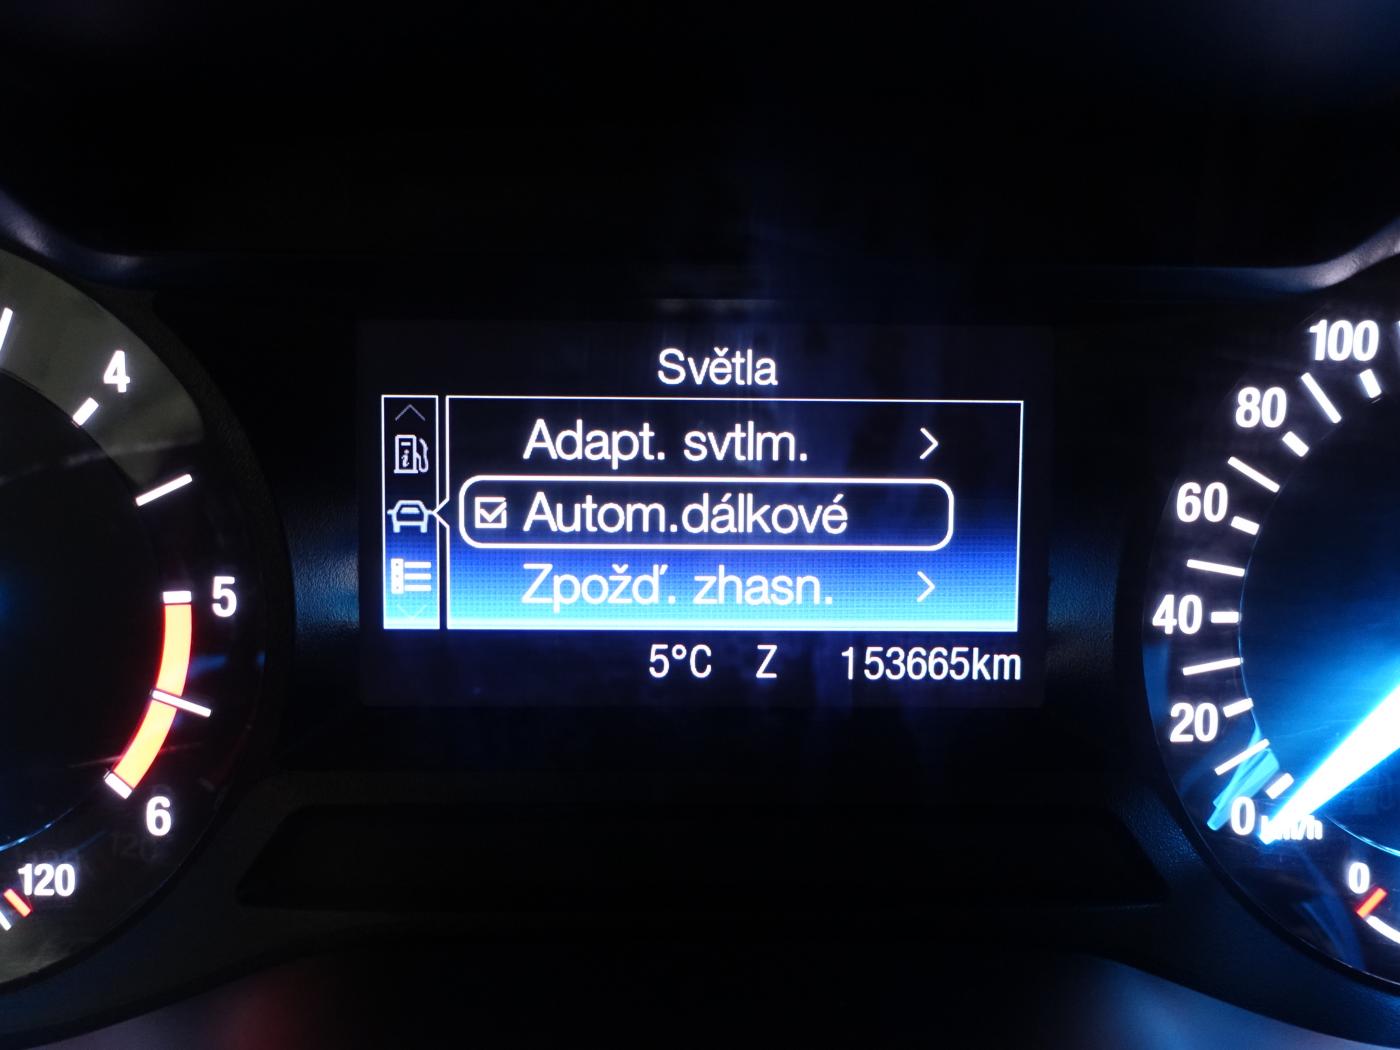 Světla
Adapt. svtlm.
Autom.dálkové
Zpožď. zhasn.
5°C Z 153665km
4
5
6
120
100
80
60
40
20
0
km/h
0